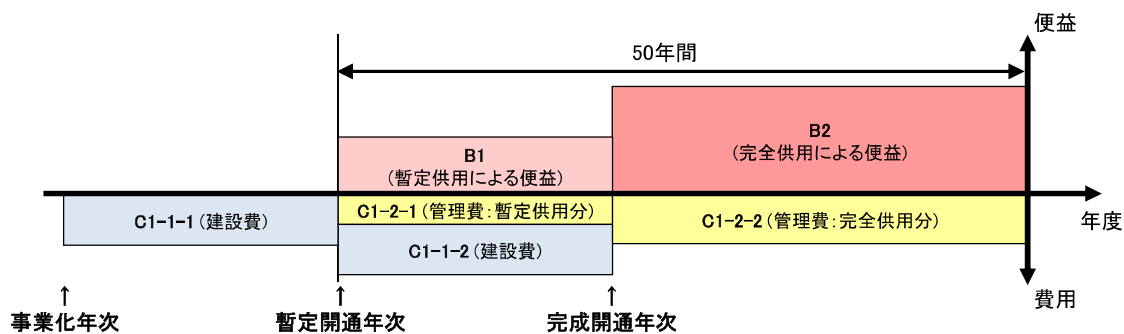 便益
50年間
B1
(暫定供用による便益)
B2
(完全供用による便益)
C1-1-1(建設費)
C1-2-1(管理費:暫定供用分)
C1-2-2(管理費:完全供用分)
年度
C1-1-2(建設費)
↑
↑
↑
費用
事業化年次
暫定開通年次
完成開通年次